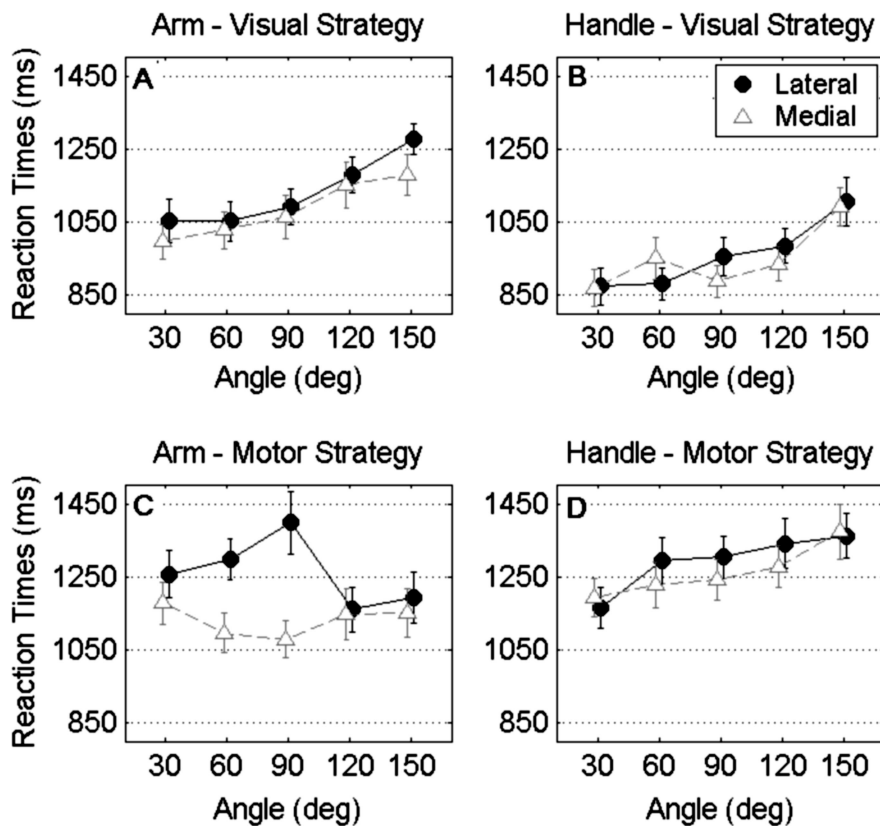 Arm - Visual Strategy
Handle - Visual Strategy
A
B
Lateral
Medial
Reaction Times (ms)
1450
1250
1050
850
1450
1250
1050
850
30 60 90 120 150
30 60 90 120 150
Angle (deg)
Angle (deg)
Arm - Motor Strategy
Handle - Motor Strategy
C
D
Reaction Times (ms)
1450
1250
1050
850
1450
1250
1050
850
30 60 90 120 150
30 60 90 120 150
Angle (deg)
Angle (deg)